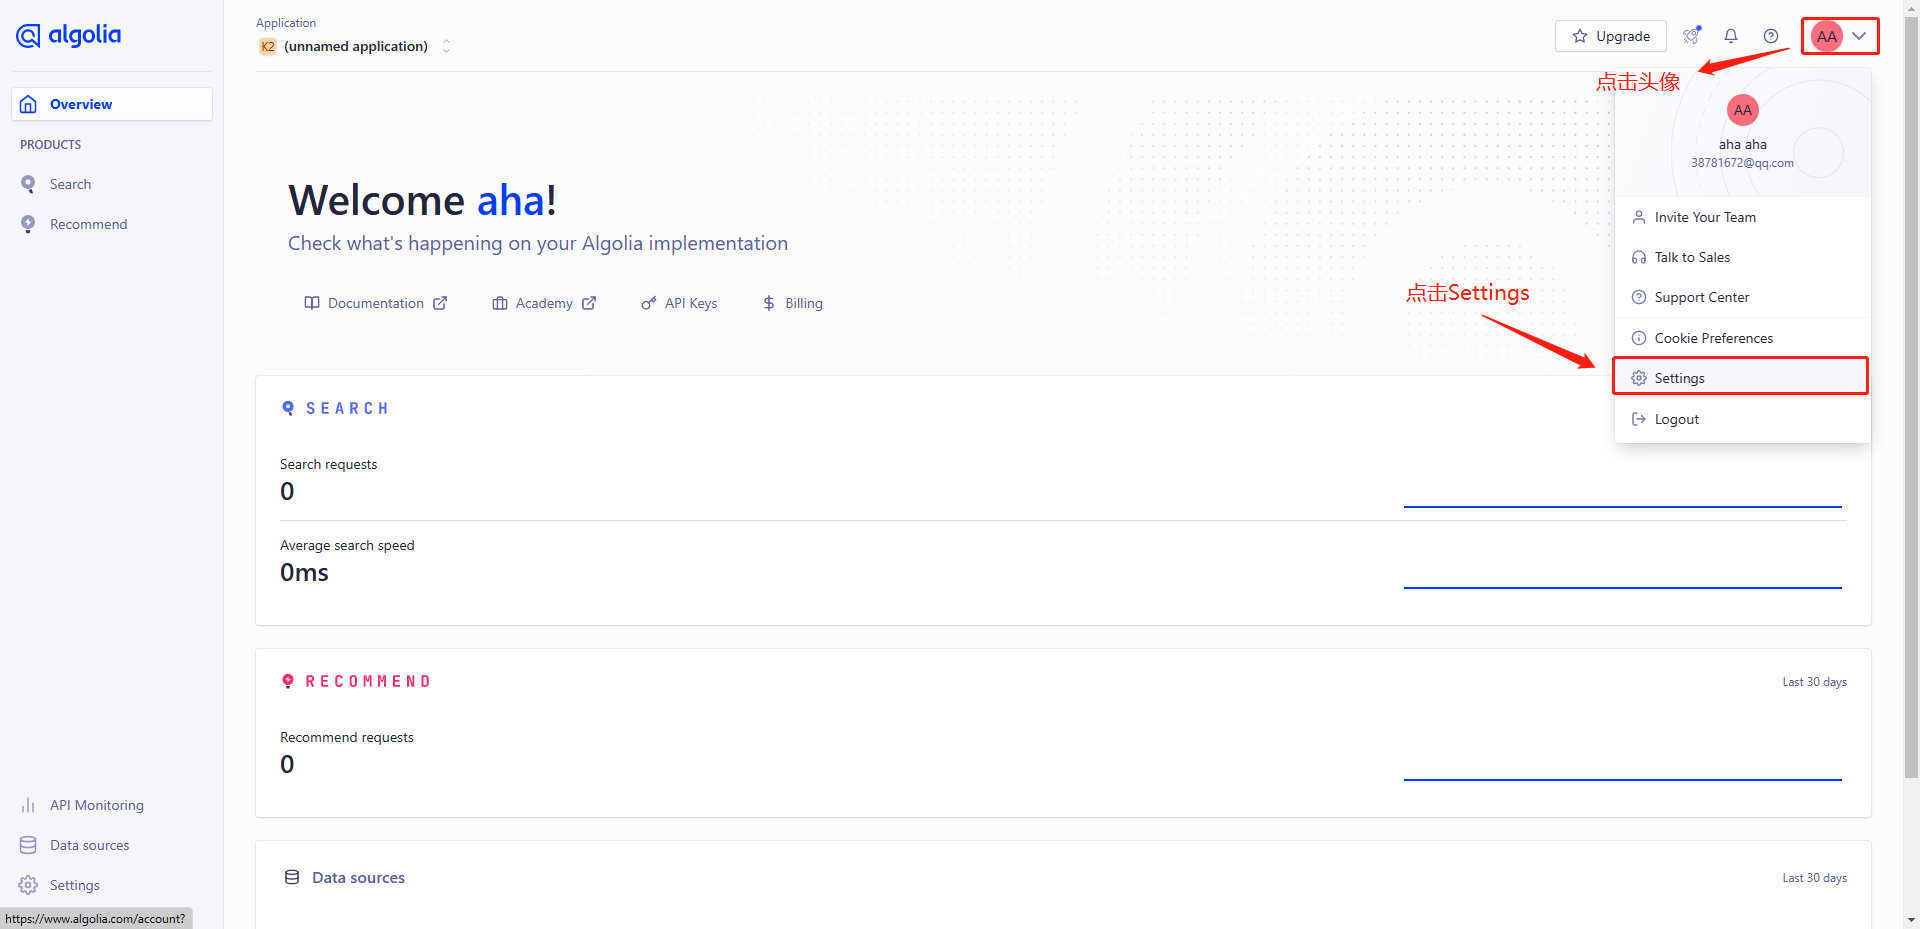 algolia
Application
K2 (unnamed application)
Upgrade
AA
点击头像
Overview
PRODUCTS
Search
Recommend
AA
aha aha
38781672@qq.com
Invite Your Team
Talk to Sales
Support Center
Cookie Preferences
Settings
Logout
点击Settings
Welcome aha!
Check what's happening on your Algolia implementation
Documentation
Academy
API Keys
Billing
SEARCH
Search requests
0
Average search speed
0ms
RECOMMEND
Last 30 days
Recommend requests
0
Data sources
Last 30 days
API Monitoring
Data sources
Settings
https://www.algolia.com/account?